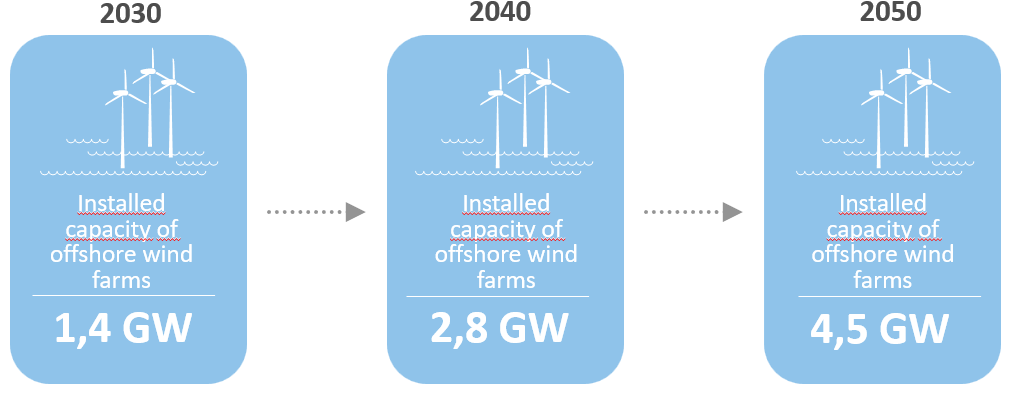 2030
2040
2050
Installed
capacity of
offshore wind
farms
1,4 GW
Installed
capacity of
offshore wind
farms
2,8 GW
Installed
capacity of
offshore wind
farms
4,5 GW